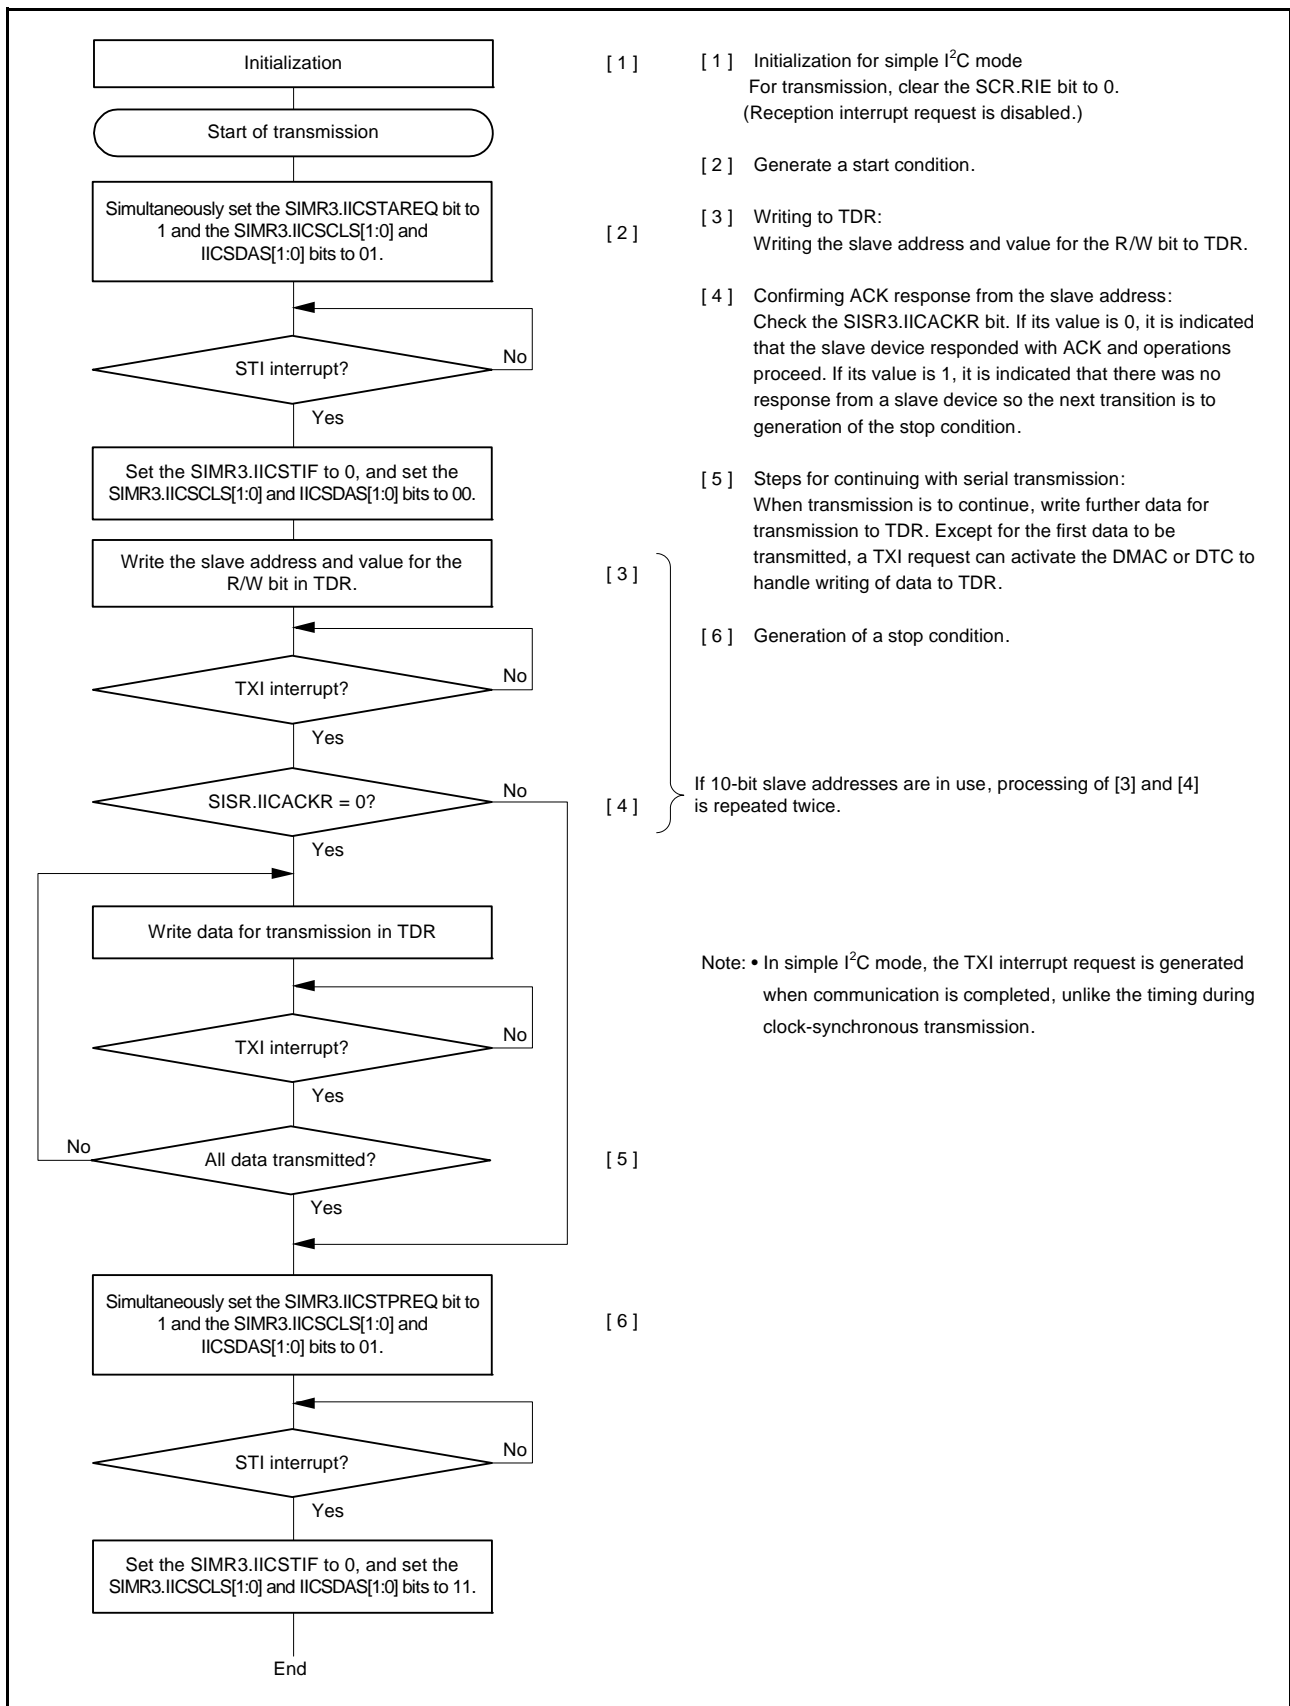 Initialization
[ 1 ]
Start of transmission
Simultaneously set the SIMR3.IICSTAREQ bit to
1 and the SIMR3.IICSCLS[1:0] and
IICSDAS[1:0] bits to 01.
[ 2 ]
STI interrupt?
No
Yes
Set the SIMR3.IICSTIF to 0, and set the
SIMR3.IICSCLS[1:0] and IICSDAS[1:0] bits to 00.
Write the slave address and value for the
R/W bit in TDR.
[ 3 ]
TXI interrupt?
No
Yes
SISR.IICACKR = 0?
No
[ 4 ]
Yes
If 10-bit slave addresses are in use, processing of [3] and [4]
is repeated twice.
Write data for transmission in TDR
TXI interrupt?
No
Yes
No
All data transmitted?
[ 5 ]
Yes
Simultaneously set the SIMR3.IICSTPREQ bit to
1 and the SIMR3.IICSCLS[1:0] and
IICSDAS[1:0] bits to 01.
[ 6 ]
STI interrupt?
No
Yes
Set the SIMR3.IICSTIF to 0, and set the
SIMR3.IICSCLS[1:0] and IICSDAS[1:0] bits to 11.
End
[ 1 ] Initialization for simple I²C mode
For transmission, clear the SCR.RIE bit to 0.
(Reception interrupt request is disabled.)
[ 2 ] Generate a start condition.
[ 3 ] Writing to TDR:
Writing the slave address and value for the R/W bit to TDR.
[ 4 ] Confirming ACK response from the slave address:
Check the SISR3.IICACKR bit. If its value is 0, it is indicated
that the slave device responded with ACK and operations
proceed. If its value is 1, it is indicated that there was no
response from a slave device so the next transition is to
generation of the stop condition.
[ 5 ] Steps for continuing with serial transmission:
When transmission is to continue, write further data for
transmission to TDR. Except for the first data to be
transmitted, a TXI request can activate the DMAC or DTC to
handle writing of data to TDR.
[ 6 ] Generation of a stop condition.
Note: • In simple I²C mode, the TXI interrupt request is generated
when communication is completed, unlike the timing during
clock-synchronous transmission.